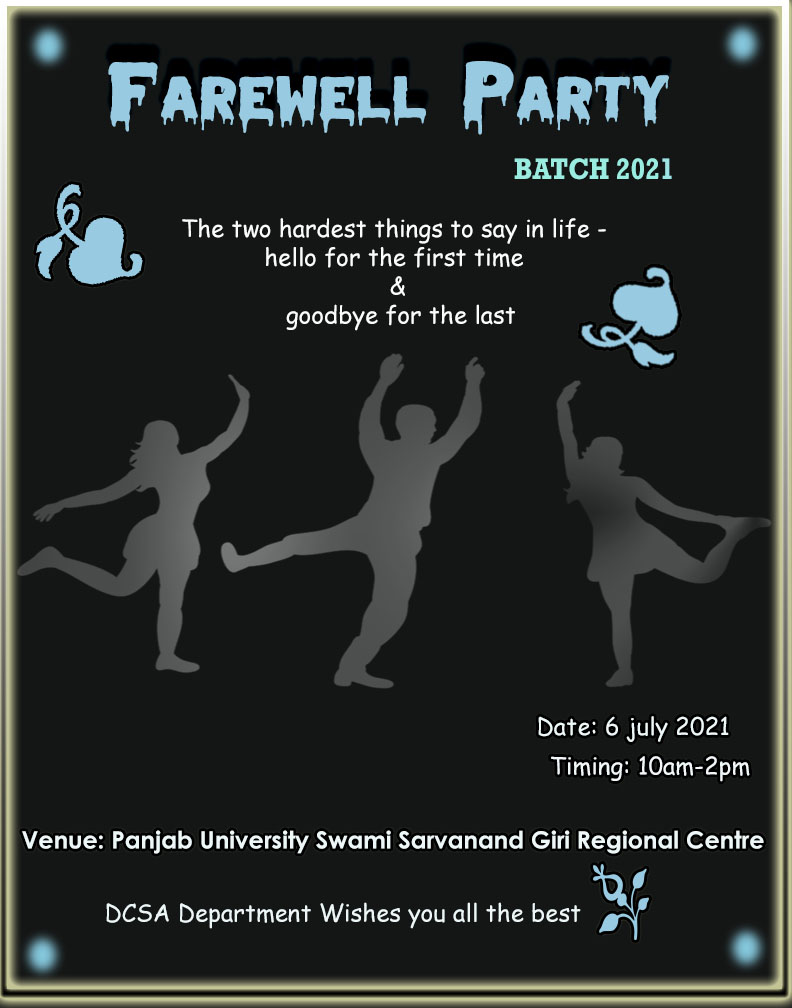 Farewell Party
BATCH 2021
The two hardest things to say in life -
hello for the first time
&
goodbye for the last
Date: 6 july 2021
Timing: 10am-2pm
Venue: Panjab University Swami Sarvanand Giri Regional Centre
DCSA Department Wishes you all the best